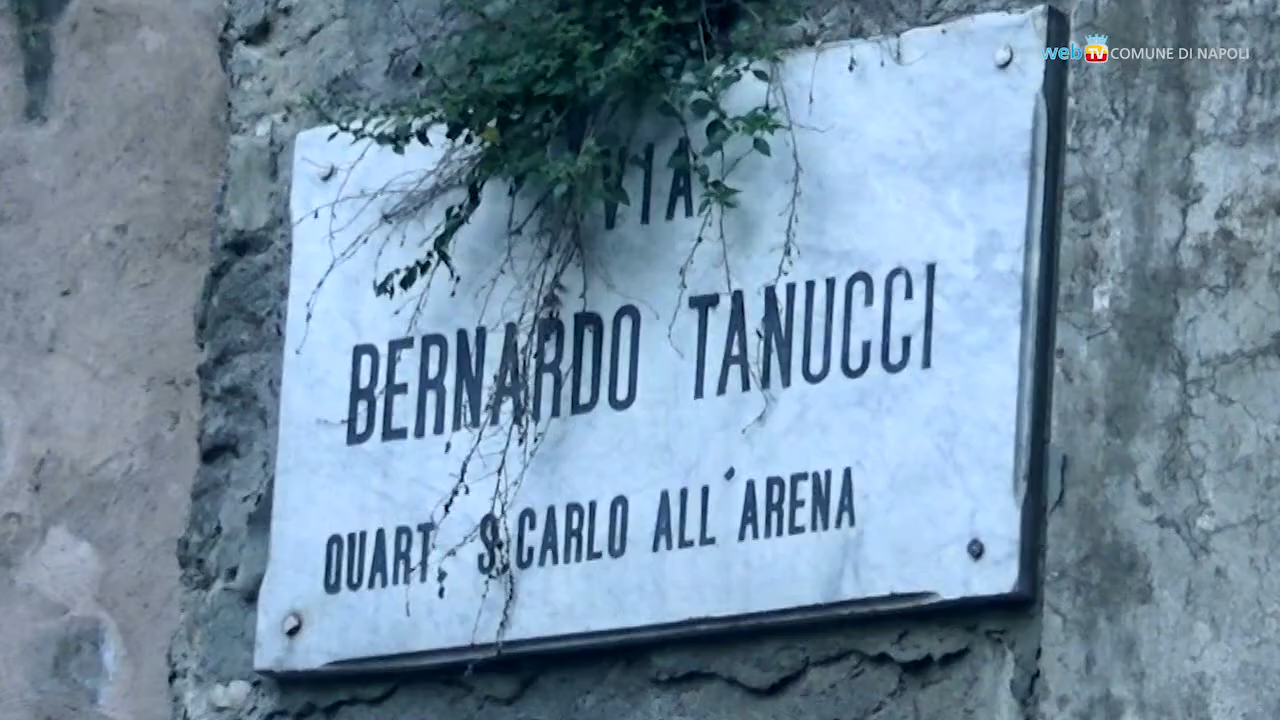 web TV COMUNE DI NAPOLI
VIA
BERNARDO TANUCCI
QUART. S. CARLO ALL'ARENA